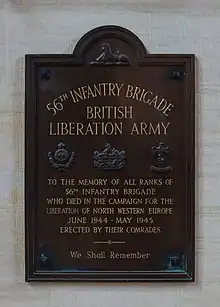 56TH INFANTRY BRIGADE
BRITISH
LIBERATION ARMY
TO THE MEMORY OF ALL RANKS OF
56TH INFANTRY BRIGADE
WHO DIED IN THE CAMPAIGN FOR THE
LIBERATION OF NORTH WESTERN EUROPE
JUNE 1944 - MAY 1945
ERECTED BY THEIR COMRADES
We Shall Remember